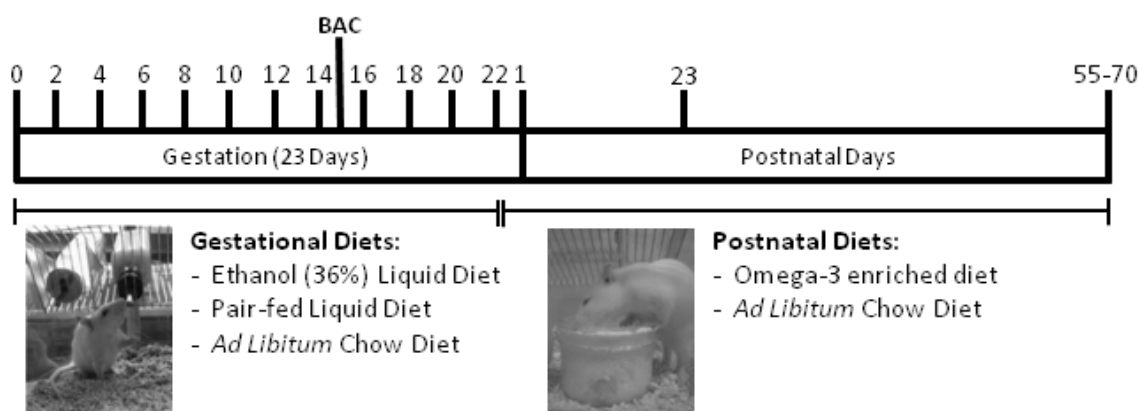 BAC
0 2 4 6 8 10 12 14 16 18 20 22 1 23 55-70
Gestation (23 Days)
Postnatal Days
Gestational Diets:
- Ethanol (36%) Liquid Diet
- Pair-fed Liquid Diet
- Ad Libitum Chow Diet
Postnatal Diets:
- Omega-3 enriched diet
- Ad Libitum Chow Diet